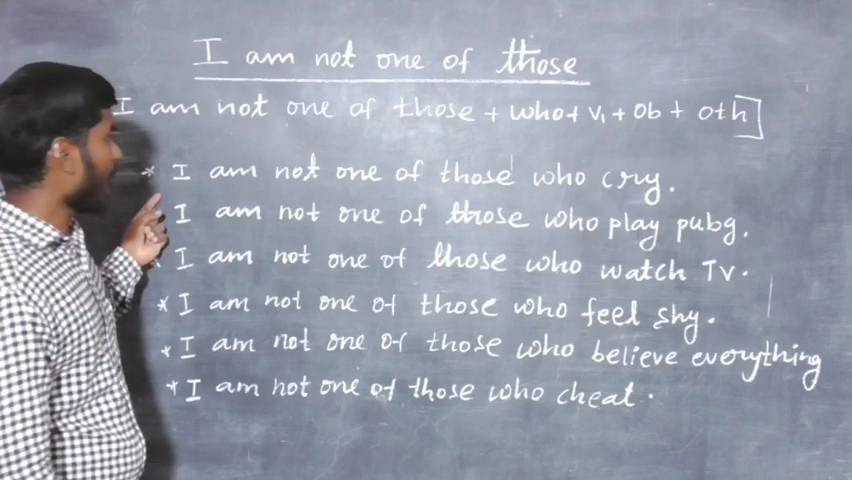 I am not one of those
I am not one of those + who + V1 + Ob + oth]
* I am not one of those who cry.
I am not one of those who play pubg.
* I am not one of those who watch TV.
* I am not one of those who feel shy.
* I am not one of those who believe everything
* I am not one of those who cheat.